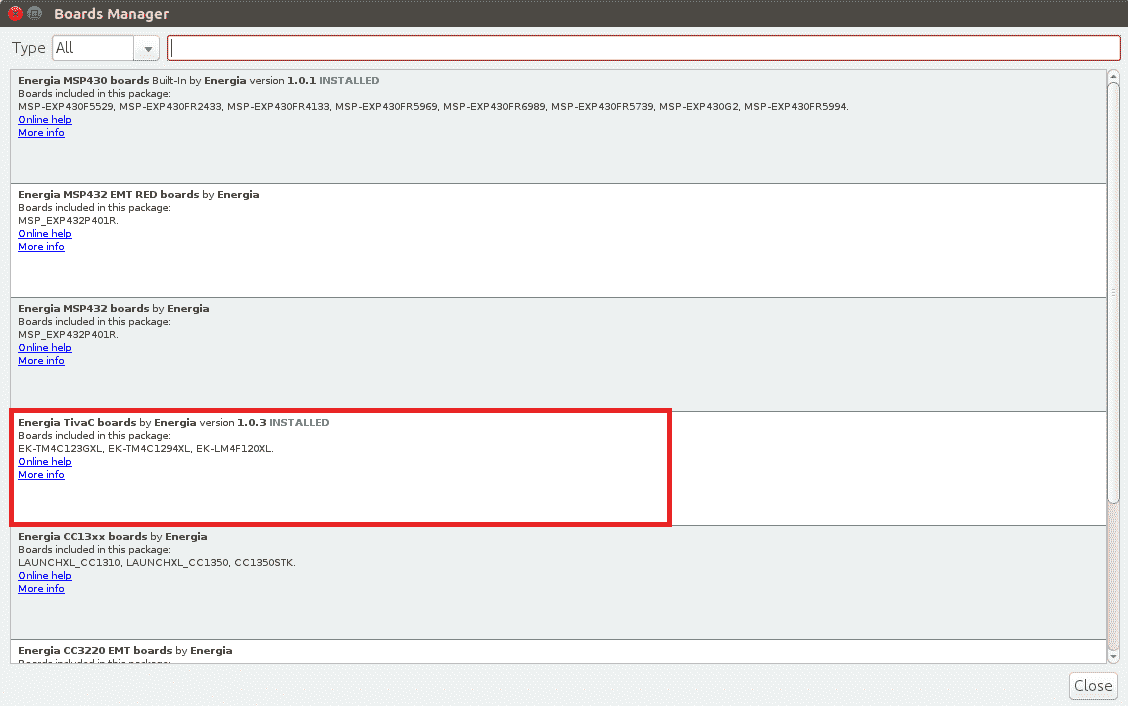 Boards Manager
Type All
Energia MSP430 boards Built-In by Energia version 1.0.1 INSTALLED
Boards included in this package:
MSP-EXP430F5529, MSP-EXP430FR2433, MSP-EXP430FR4133, MSP-EXP430FR5969, MSP-EXP430FR6989, MSP-EXP430FR5739, MSP-EXP430G2, MSP-EXP430FR5994.
Online help
More info
Energia MSP432 EMT RED boards by Energia
Boards included in this package:
MSP_EXP432P401R.
Online help
More info
Energia MSP432 boards by Energia
Boards included in this package:
MSP_EXP432P401R.
Online help
More info
Energia TivaC boards by Energia version 1.0.3 INSTALLED
Boards included in this package:
EK-TM4C123GXL, EK-TM4C1294XL, EK-LM4F120XL.
Online help
More info
Energia CC13xx boards by Energia
Boards included in this package:
LAUNCHXL_CC1310, LAUNCHXL_CC1350, CC1350STK.
Online help
More info
Energia CC3220 EMT boards by Energia
Boards included in this package:
Close